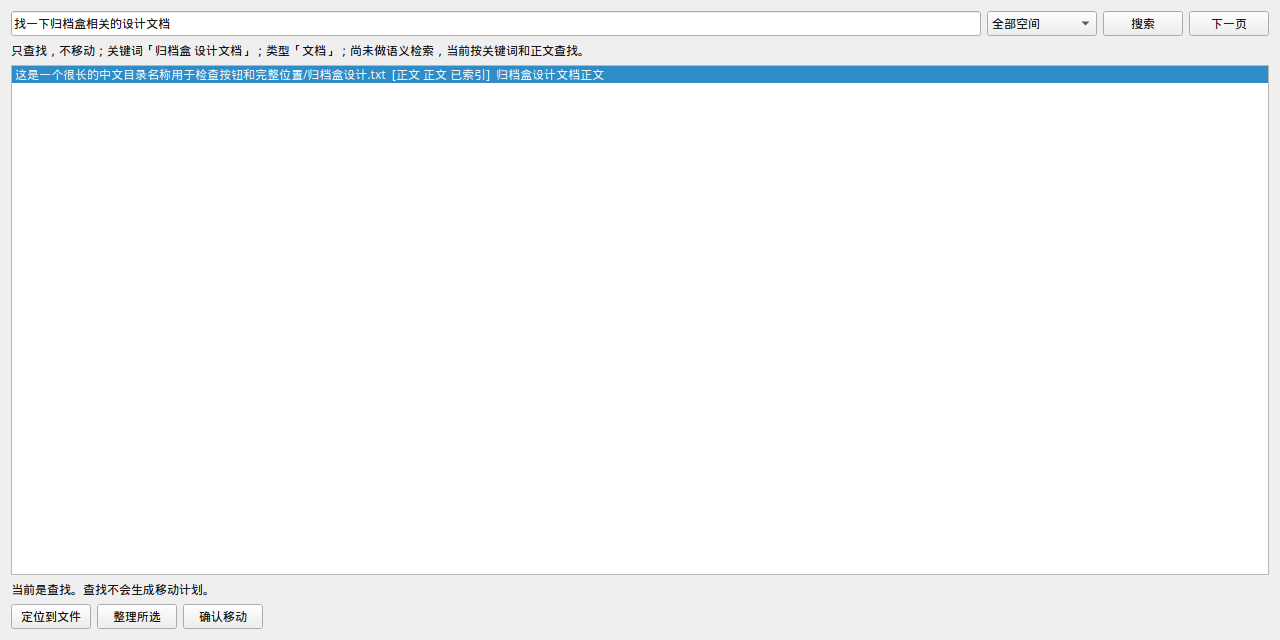 找一下归档盒相关的设计文档 全部空间 搜索 下一页
只查找，不移动；关键词「归档盒 设计文档」；类型「文档」；尚未做语义检索，当前按关键词和正文查找。
这是一个很长的中文目录名称用于检查按钮和完整位置/归档盒设计.txt [正文 正文 已索引] 归档盒设计文档正文
当前是查找。查找不会生成移动计划。
定位到文件 整理所选 确认移动